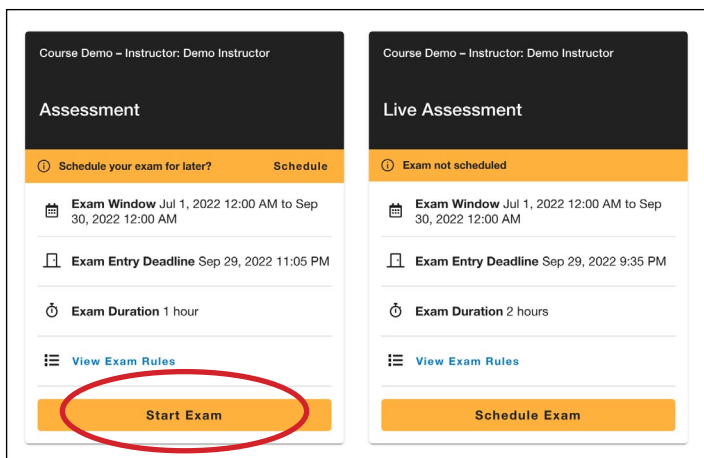 Course Demo – Instructor: Demo Instructor
Assessment
Schedule your exam for later? Schedule
Exam Window Jul 1, 2022 12:00 AM to Sep
30, 2022 12:00 AM
Exam Entry Deadline Sep 29, 2022 11:05 PM
Exam Duration 1 hour
View Exam Rules
Start Exam
Course Demo – Instructor: Demo Instructor
Live Assessment
Exam not scheduled
Exam Window Jul 1, 2022 12:00 AM to Sep
30, 2022 12:00 AM
Exam Entry Deadline Sep 29, 2022 9:35 PM
Exam Duration 2 hours
View Exam Rules
Schedule Exam